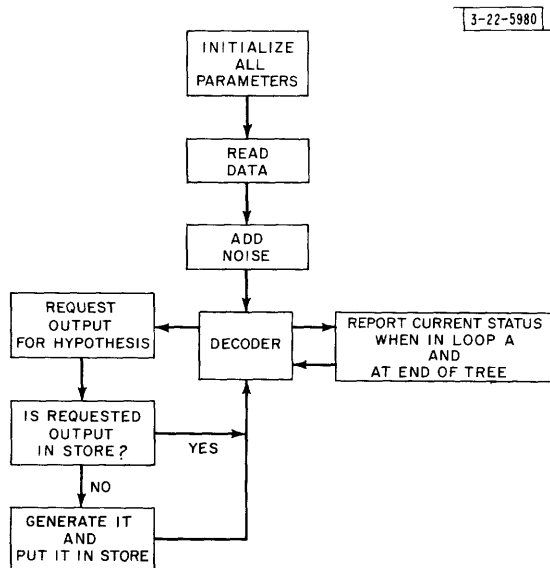 3-22-5980
INITIALIZE
ALL
PARAMETERS
READ
DATA
ADD
NOISE
REQUEST
OUTPUT
FOR HYPOTHESIS
DECODER
REPORT CURRENT STATUS
WHEN IN LOOP A
AND
AT END OF TREE
IS REQUESTED
OUTPUT
IN STORE?
YES
NO
GENERATE IT
AND
PUT IT IN STORE